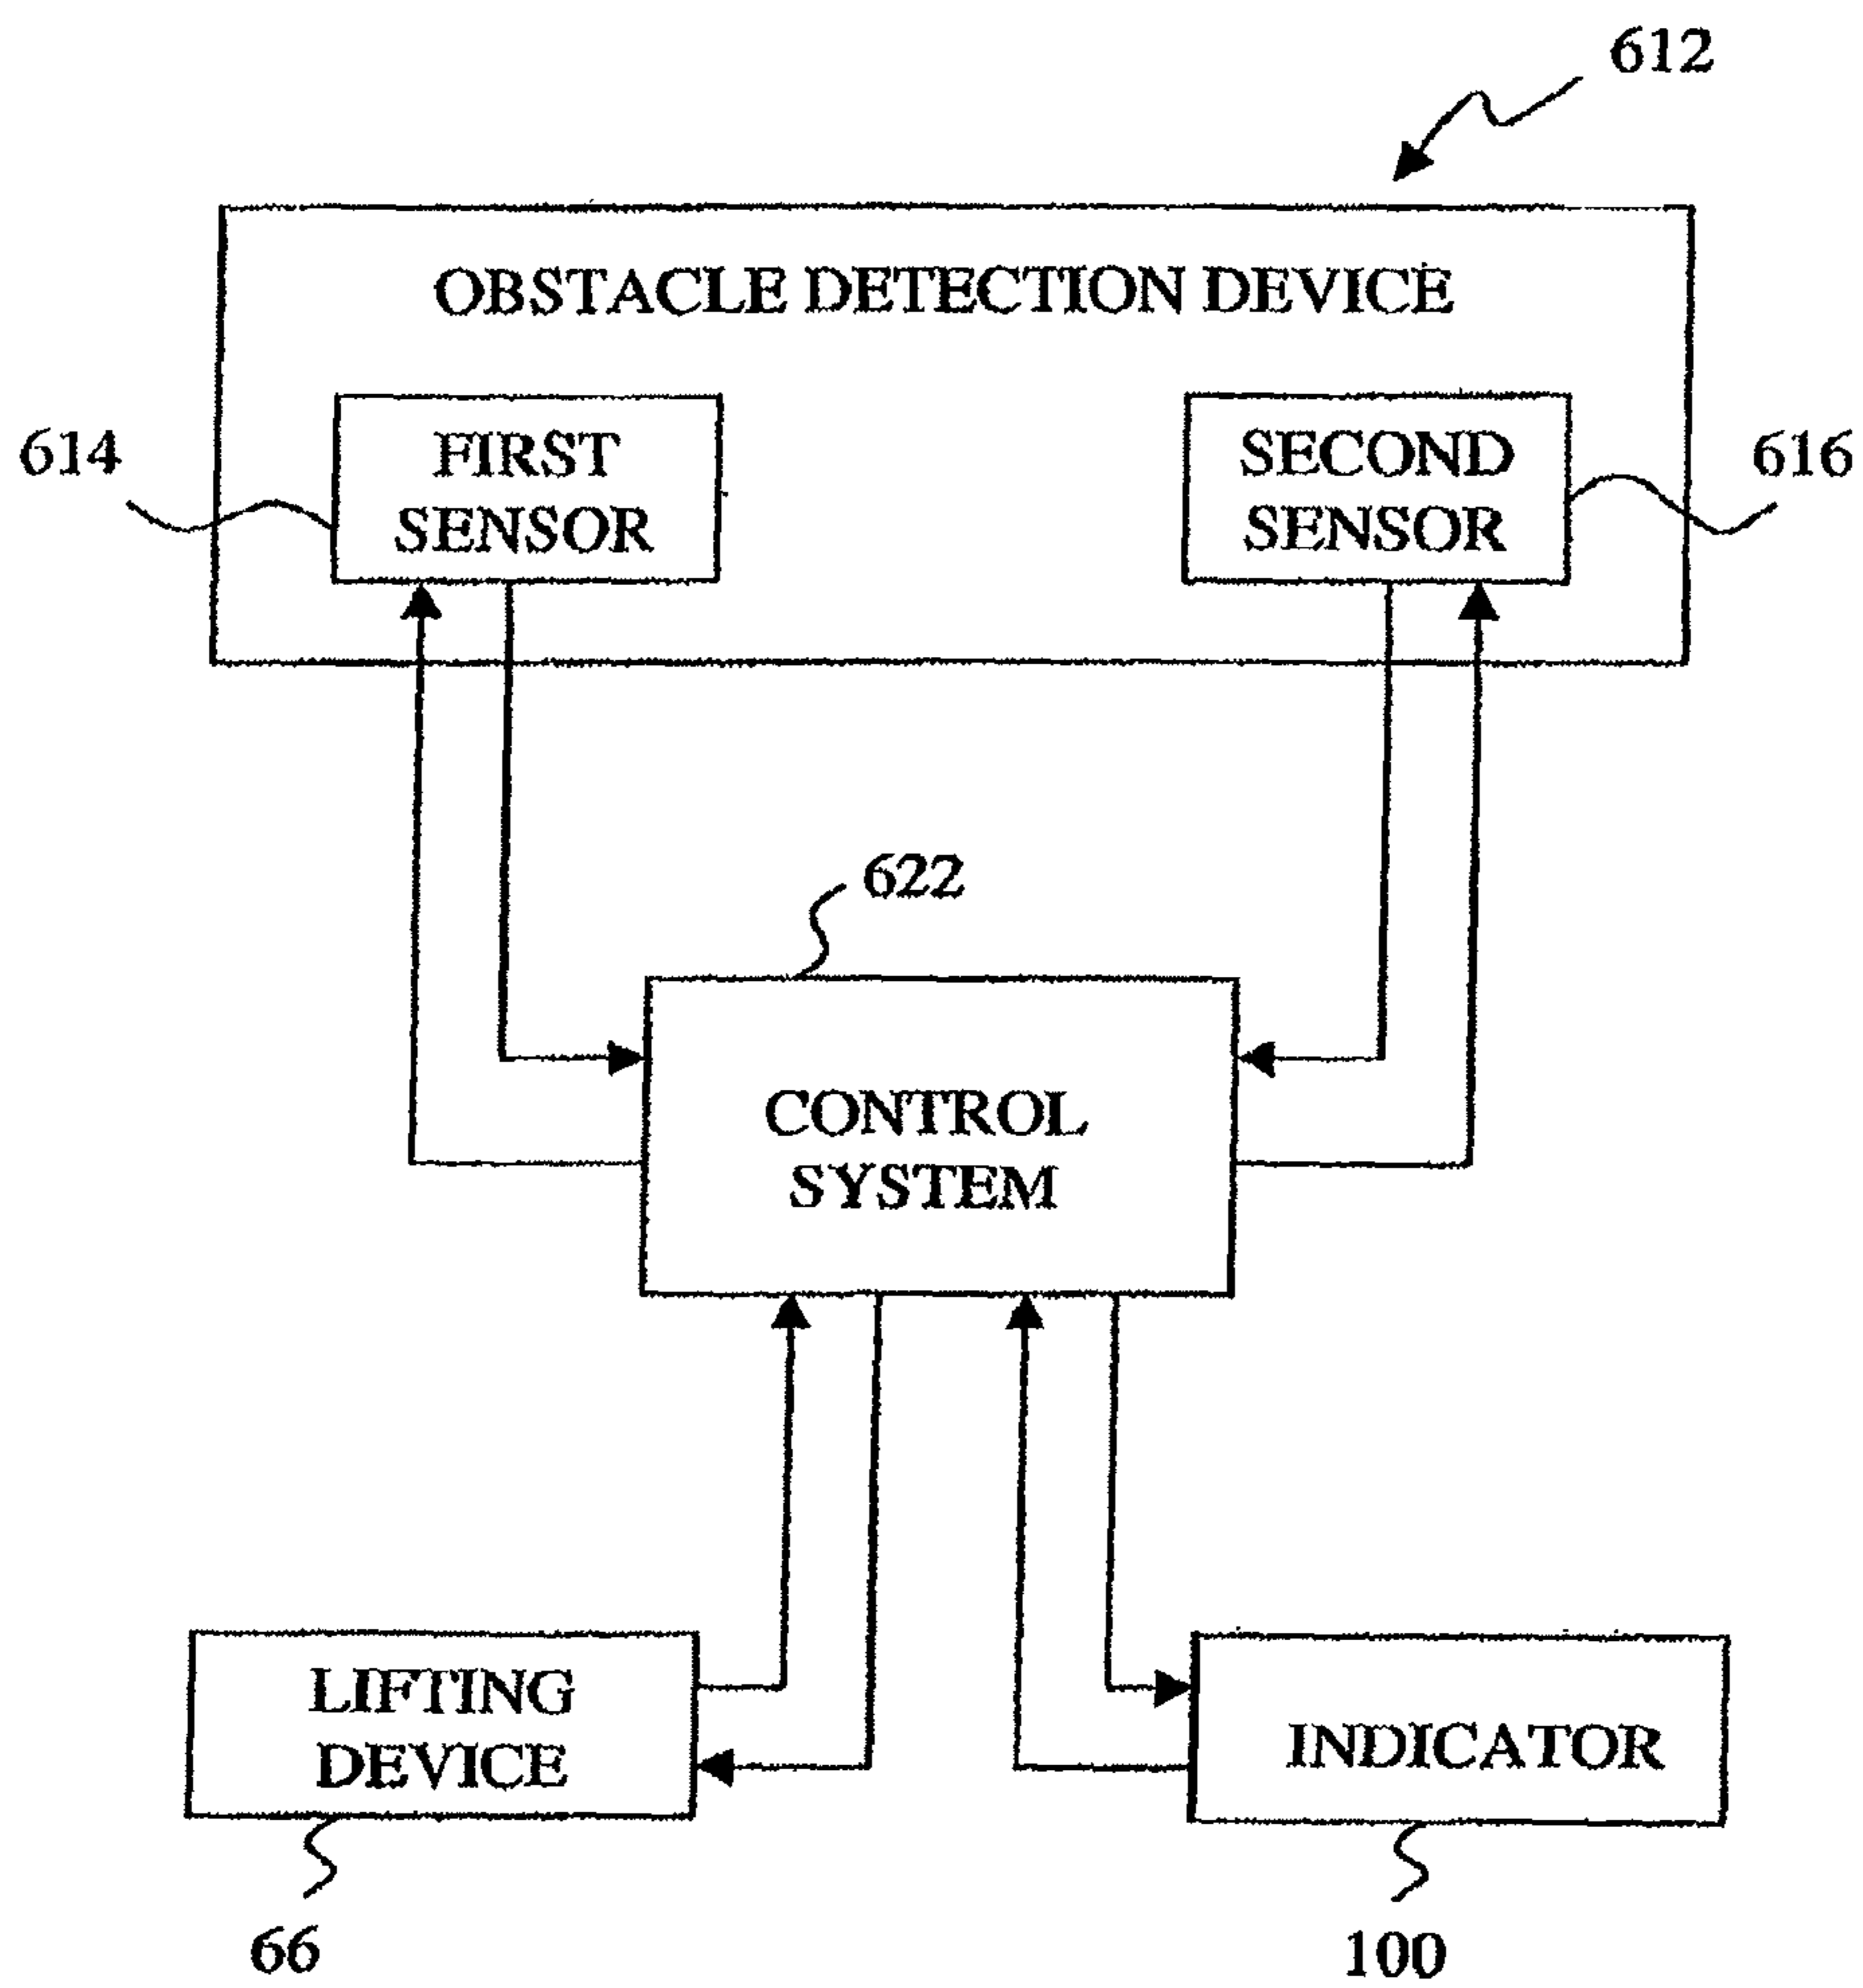 612
OBSTACLE DETECTION DEVICE
614
FIRST
SENSOR
SECOND
SENSOR
616
622
CONTROL
SYSTEM
LIFTING
DEVICE
INDICATOR
66
100